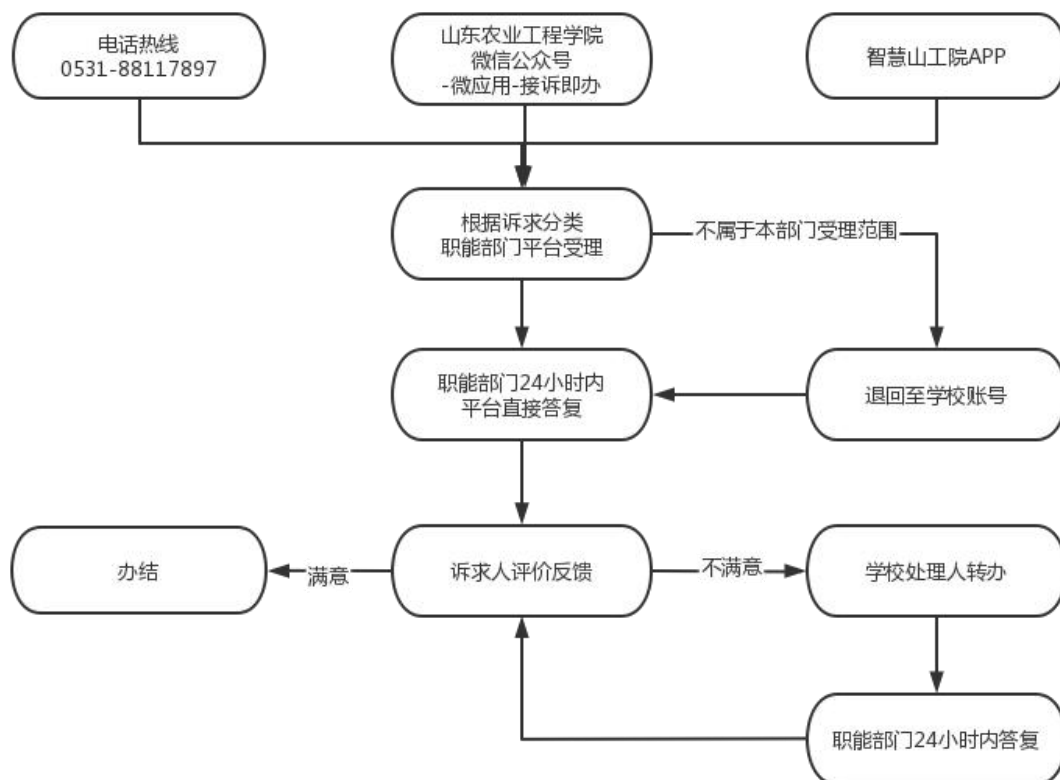 电话热线
0531-88117897
山东农业工程学院
微信公众号
-微应用-接诉即办
智慧山工院APP
根据诉求分类
职能部门平台受理
不属于本部门受理范围
职能部门24小时内
平台直接答复
退回至学校账号
办结
满意
诉求人评价反馈
不满意
学校处理人转办
职能部门24小时内答复